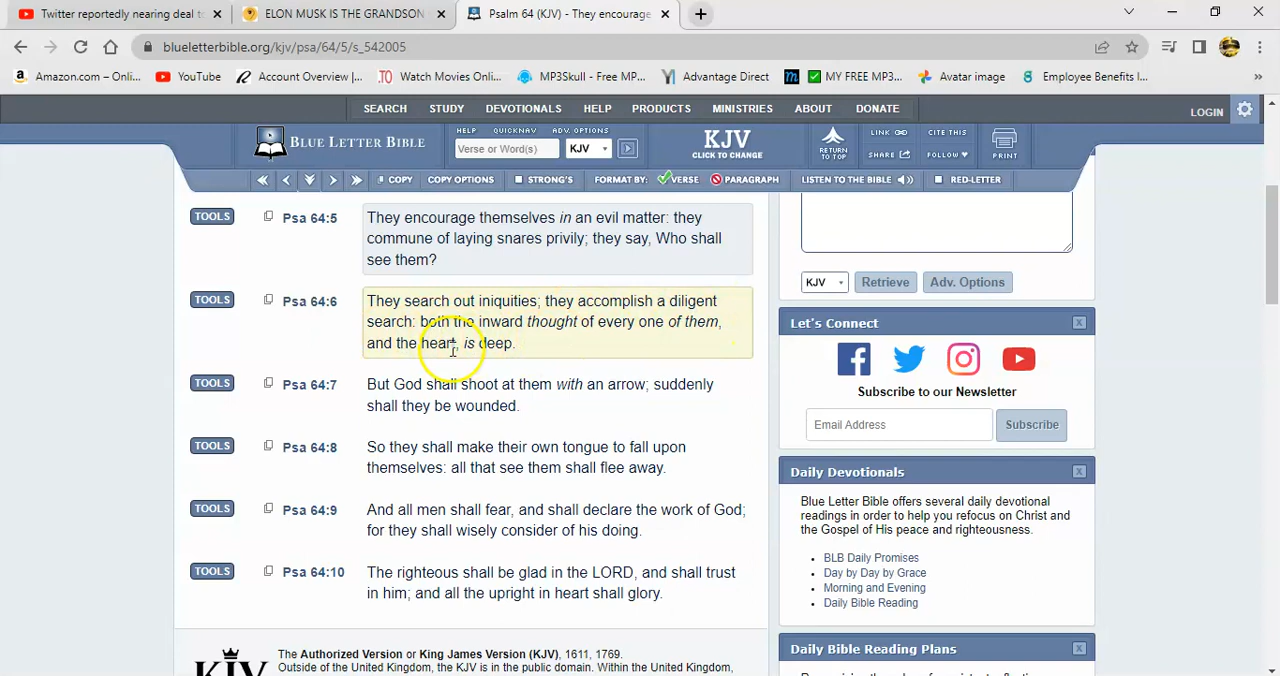 Twitter reportedly nearing deal to
ELON MUSK IS THE GRANDSON
Psalm 64 (KJV) - They encourage
blueletterbible.org/kjv/psa/64/5/s_542005
Amazon.com – Onli...
YouTube
Account Overview |...
Watch Movies Onli...
MP3Skull - Free MP...
Advantage Direct
MY FREE MP3...
Avatar image
Employee Benefits I...
»
SEARCH STUDY DEVOTIONALS HELP PRODUCTS MINISTRIES ABOUT DONATE
LOGIN
BLUE LETTER BIBLE
HELP QUICKNAV ADV. OPTIONS
Verse or Word(s)
KJV
KJV
CLICK TO CHANGE
RETURN
TO TOP
LINK
CITE THIS
SHARE
FOLLOW
PRINT
COPY COPY OPTIONS STRONG'S FORMAT BY: VERSE PARAGRAPH LISTEN TO THE BIBLE RED-LETTER
TOOLS
Psa 64:5
They encourage themselves in an evil matter: they
commune of laying snares privily; they say, Who shall
see them?
TOOLS
Psa 64:6
They search out iniquities; they accomplish a diligent
search: both the inward thought of every one of them,
and the heart, is deep.
TOOLS
Psa 64:7
But God shall shoot at them with an arrow; suddenly
shall they be wounded.
TOOLS
Psa 64:8
So they shall make their own tongue to fall upon
themselves: all that see them shall flee away.
TOOLS
Psa 64:9
And all men shall fear, and shall declare the work of God;
for they shall wisely consider of his doing.
TOOLS
Psa 64:10
The righteous shall be glad in the LORD, and shall trust
in him; and all the upright in heart shall glory.
KJV
The Authorized Version or King James Version (KJV), 1611, 1769.
Outside of the United Kingdom, the KJV is in the public domain. Within the United Kingdom,
KJV
Retrieve
Adv. Options
Let's Connect
Subscribe to our Newsletter
Email Address
Subscribe
Daily Devotionals
Blue Letter Bible offers several daily devotional
readings in order to help you refocus on Christ and
the Gospel of His peace and righteousness.
BLB Daily Promises
Day by Day by Grace
Morning and Evening
Daily Bible Reading
Daily Bible Reading Plans